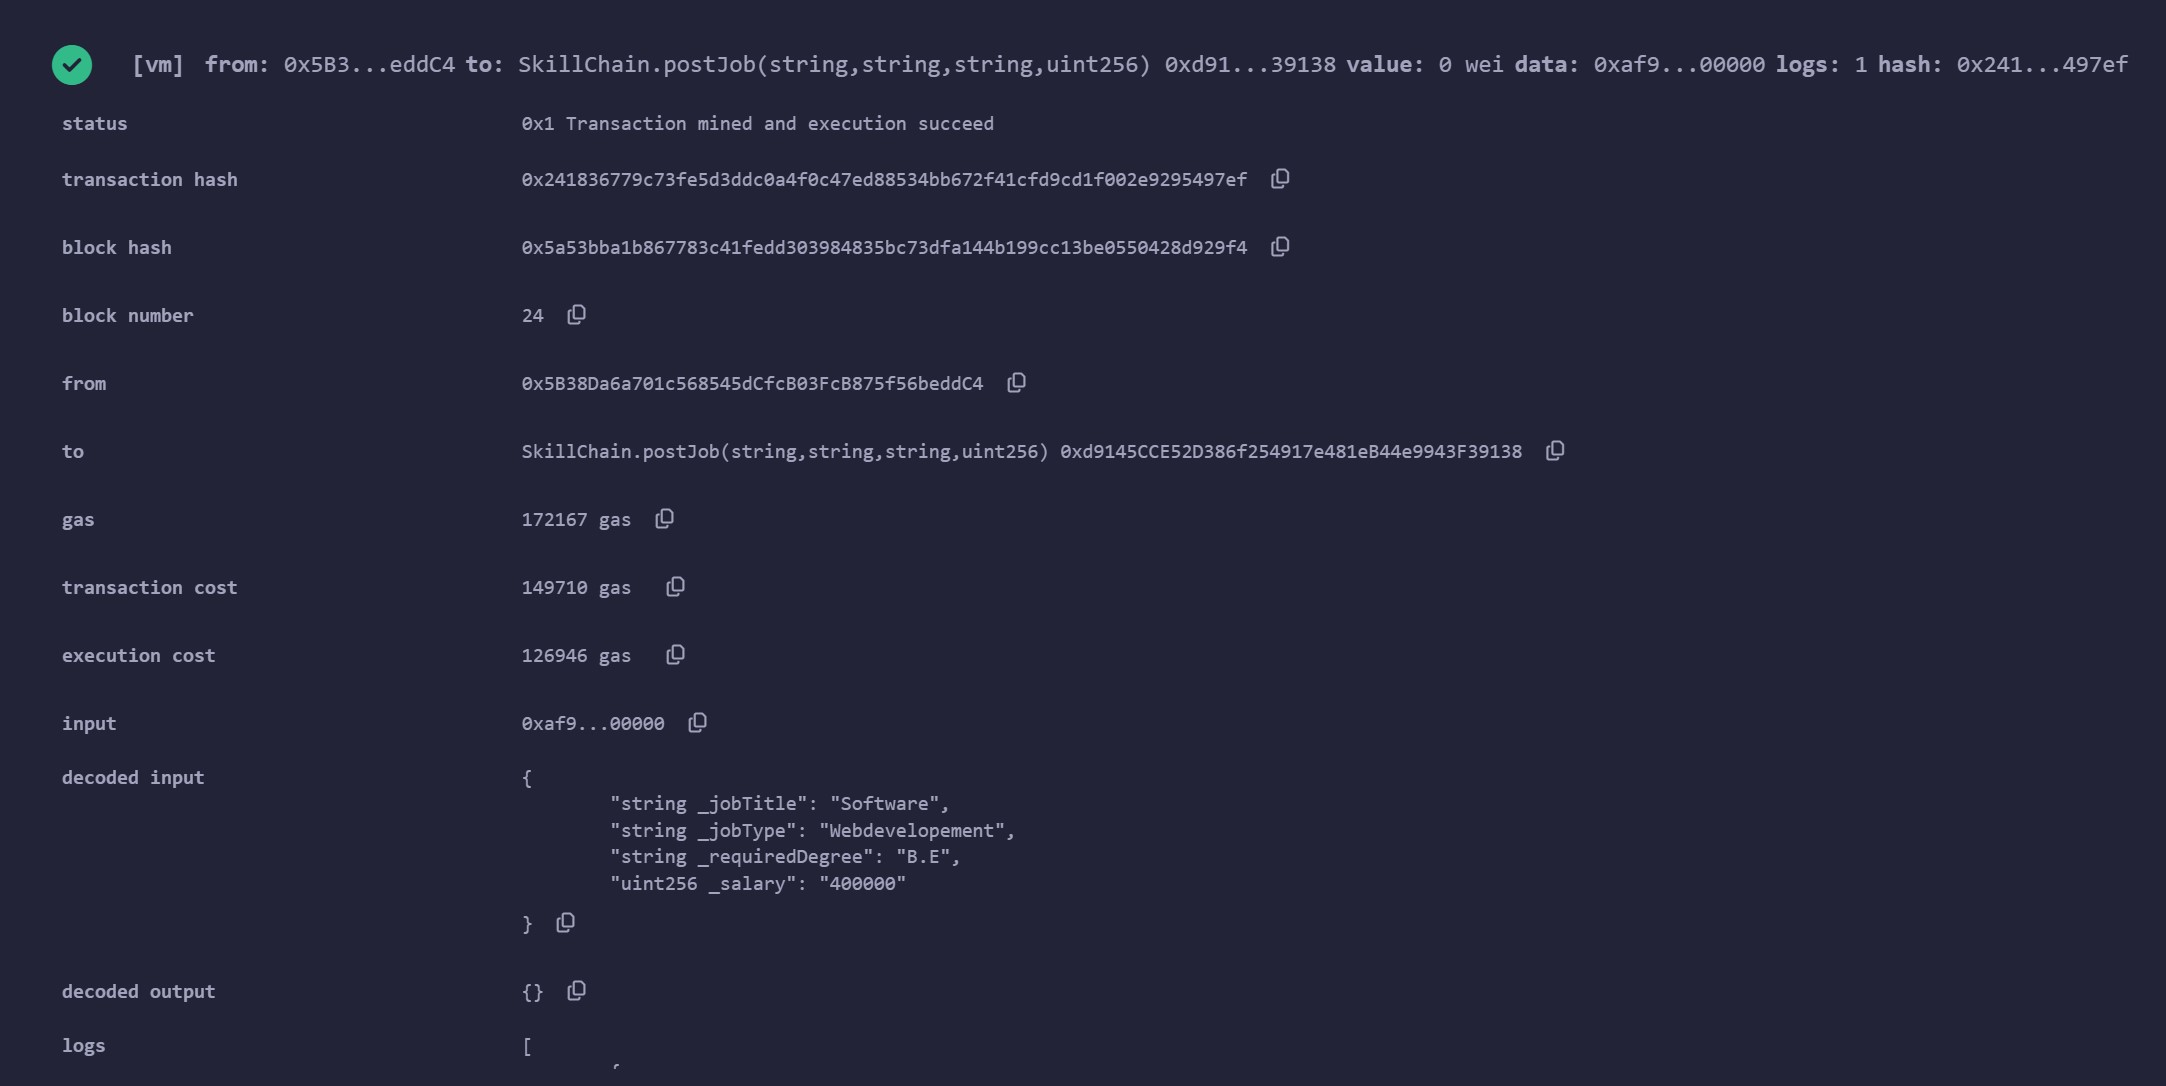 [vm] from: 0x5B3...eddC4 to: SkillChain.postJob(string,string,string,uint256) 0xd91...39138 value: 0 wei data: 0xaf9...00000 logs: 1 hash: 0x241...497ef
status 0x1 Transaction mined and execution succeed
transaction hash 0x241836779c73fe5d3ddc0a4f0c47ed88534bb672f41cfd9cd1f002e9295497ef
block hash 0x5a53bba1b867783c41fedd303984835bc73dfa144b199cc13be0550428d929f4
block number 24
from 0x5B38Da6a701c568545dCfcB03FcB875f56beddC4
to SkillChain.postJob(string,string,string,uint256) 0xd9145CCE52D386f254917e481eB44e9943F39138
gas 172167 gas
transaction cost 149710 gas
execution cost 126946 gas
input 0xaf9...00000
decoded input {
"string _jobTitle": "Software",
"string _jobType": "Webdevelopement",
"string _requiredDegree": "B.E",
"uint256 _salary": "400000"
}
decoded output {}
logs [